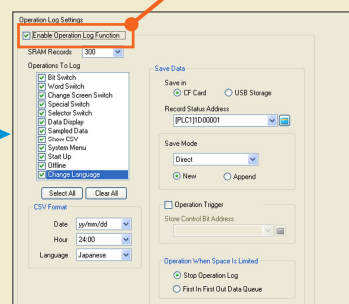 Operation Log Settings
Enable Operation Log Function
SRAM Records 300
Operations To Log
Bit Switch
Word Switch
Change Screen Switch
Special Switch
Selector Switch
Data Display
Sampled Data
Show CSV
System Menu
Start Up
Offline
Change Language
Select All Clear All
CSV Format
Date yy/mm/dd
Hour 24:00
Language Japanese
Save Data
Save in
CF Card USB Storage
Record Status Address
[PLC1]D00001
Save Mode
Direct
New Append
Operation Trigger
Store Control Bit Address
Operation When Space Is Limited
Stop Operation Log
First In First Out Data Queue